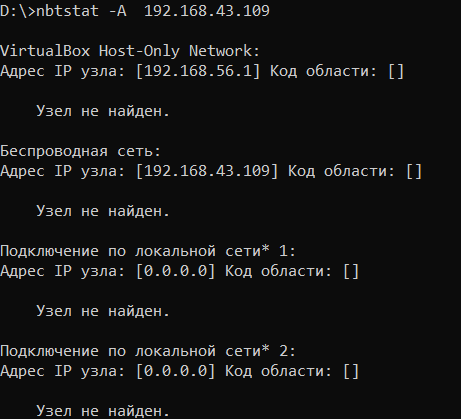 D:\>nbtstat -A  192.168.43.109
VirtualBox Host-Only Network:
Адрес IP узла: [192.168.56.1] Код области: []
Узел не найден.
Беспроводная сеть:
Адрес IP узла: [192.168.43.109] Код области: []
Узел не найден.
Подключение по локальной сети* 1:
Адрес IP узла: [0.0.0.0] Код области: []
Узел не найден.
Подключение по локальной сети* 2:
Адрес IP узла: [0.0.0.0] Код области: []
Узел не найден.